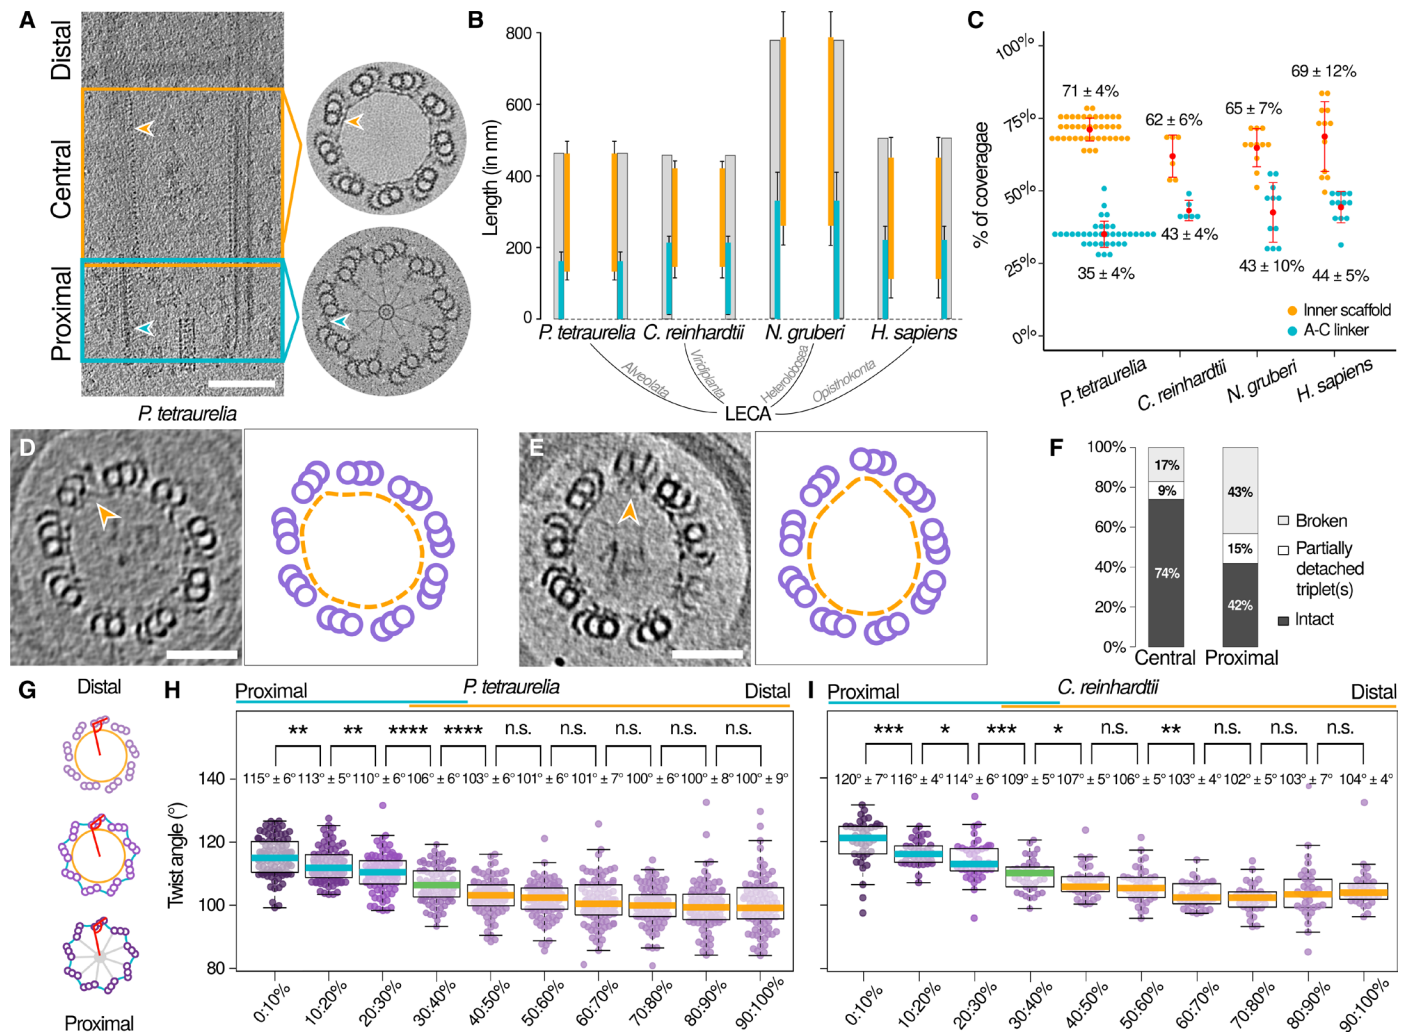 A
Distal
Central
Proximal
P. tetraurelia
B
Length (in nm)
800
600
400
200
0
P. tetraurelia
C. reinhardtii
N. gruberi
H. sapiens
Alveolata
Viridiplanta
Heterolobosea
Opisthokonta
LECA
C
% of coveragae
100%
75%
50%
25%
0%
71 ± 4%
62 ± 6%
65 ± 7%
69 ± 12%
35 ± 4%
43 ± 4%
43 ± 10%
44 ± 5%
Inner scaffold
A-C linker
P. tetraurelia
C. reinhardtii
N. gruberi
H. sapiens
D
E
F
100%
80%
60%
40%
20%
0%
17%
9%
74%
43%
15%
42%
Central
Proximal
Broken
Partially
detached
triplet(s)
Intact
G
Distal
Proximal
H
Proximal
P. tetraurelia
Distal
** ** **** **** n.s. n.s. n.s. n.s. n.s.
115° ± 6° 113° ± 5° 110° ± 6° 106° ± 6° 103° ± 6° 101° ± 6° 101° ± 7° 100° ± 6° 100° ± 8° 100° ± 9°
Twist angle (°)
140
120
100
80
0:10%
10:20%
20:30%
30:40%
40:50%
50:60%
60:70%
70:80%
80:90%
90:100%
I
Proximal
C. reinhardtii
Distal
*** * *** * n.s. ** n.s. n.s. n.s.
120° ± 7° 116° ± 4° 114° ± 6° 109° ± 5° 107° ± 5° 106° ± 5° 103° ± 4° 102° ± 5° 103° ± 7° 104° ± 4°
0:10%
10:20%
20:30%
30:40%
40:50%
50:60%
60:70%
70:80%
80:90%
90:100%